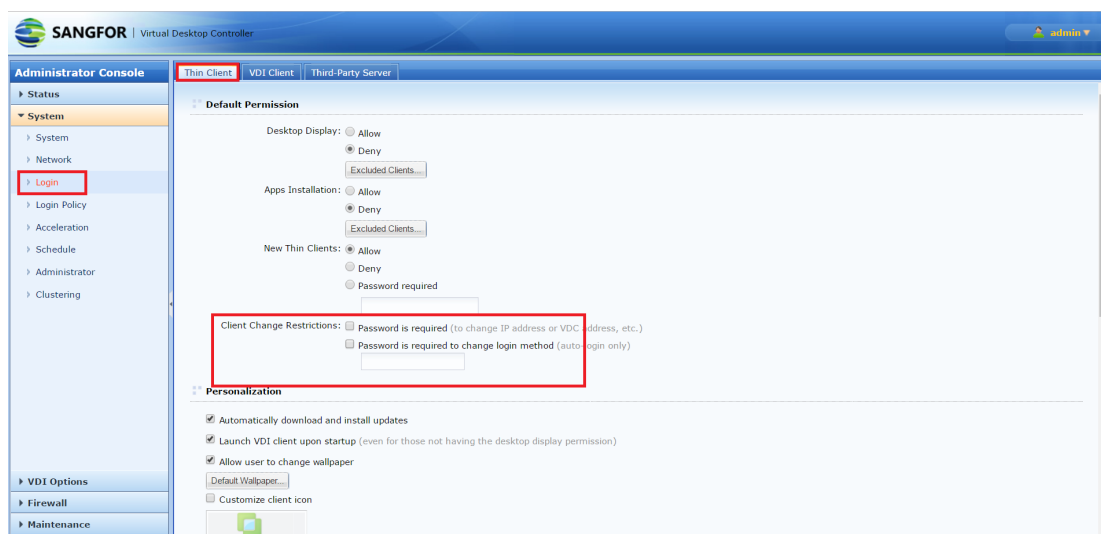 SANGFOR | Virtual Desktop Controller
admin
Administrator Console
Status
System
System
Network
Login
Login Policy
Acceleration
Schedule
Administrator
Clustering
VDI Options
Firewall
Maintenance
Thin Client VDI Client Third-Party Server
Default Permission
Desktop Display: Allow
Deny
Excluded Clients...
Apps Installation: Allow
Deny
Excluded Clients...
New Thin Clients: Allow
Deny
Password required
Client Change Restrictions: Password is required (to change IP address or VDC address, etc.)
Password is required to change login method (auto-login only)
Personalization
Automatically download and install updates
Launch VDI client upon startup (even for those not having the desktop display permission)
Allow user to change wallpaper
Default Wallpaper...
Customize client icon